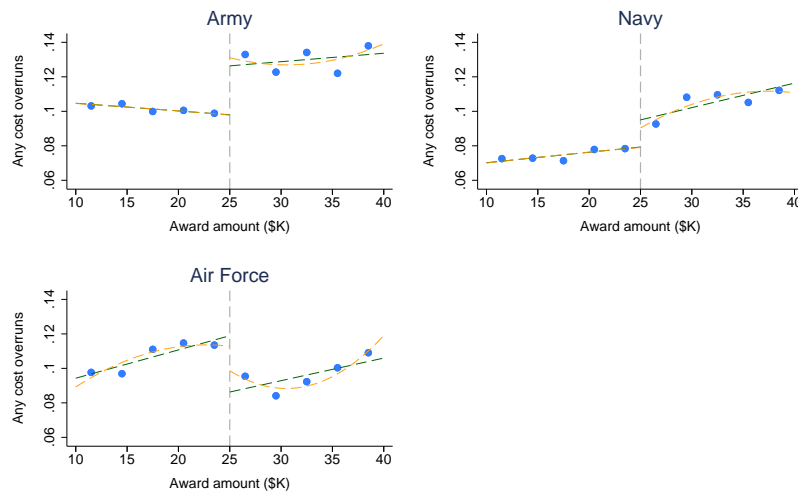 Army
Any cost overruns
.14
.12
.1
.08
.06
10 15 20 25 30 35 40
Award amount ($K)
Navy
Any cost overruns
.14
.12
.1
.08
.06
10 15 20 25 30 35 40
Award amount ($K)
Air Force
Any cost overruns
.14
.12
.1
.08
.06
10 15 20 25 30 35 40
Award amount ($K)